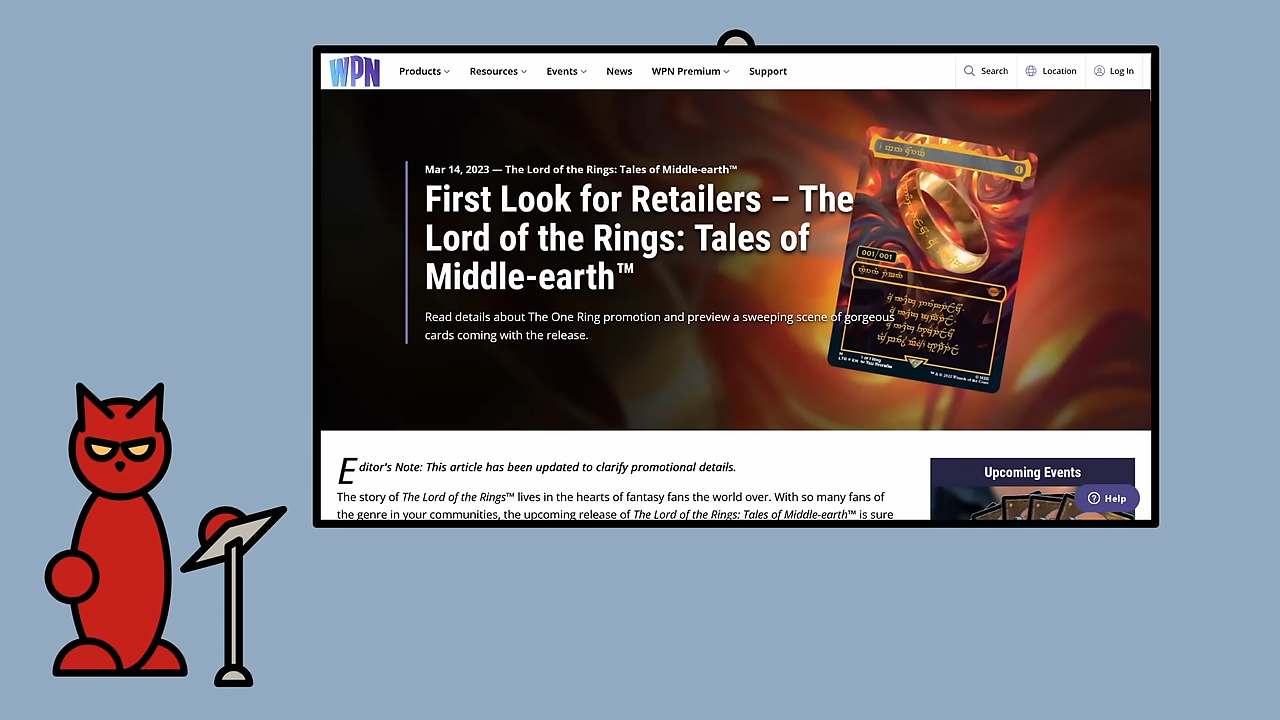 WPN
Products
Resources
Events
News
WPN Premium
Support
Search
Location
Log In
Mar 14, 2023 — The Lord of the Rings: Tales of Middle-earth™
First Look for Retailers – The
Lord of the Rings: Tales of
Middle-earth™
Read details about The One Ring promotion and preview a sweeping scene of gorgeous
cards coming with the release.
001/001
Editor's Note: This article has been updated to clarify promotional details.
The story of The Lord of the Rings™ lives in the hearts of fantasy fans the world over. With so many fans of
the genre in your communities, the upcoming release of The Lord of the Rings: Tales of Middle-earth™ is sure
Upcoming Events
Help